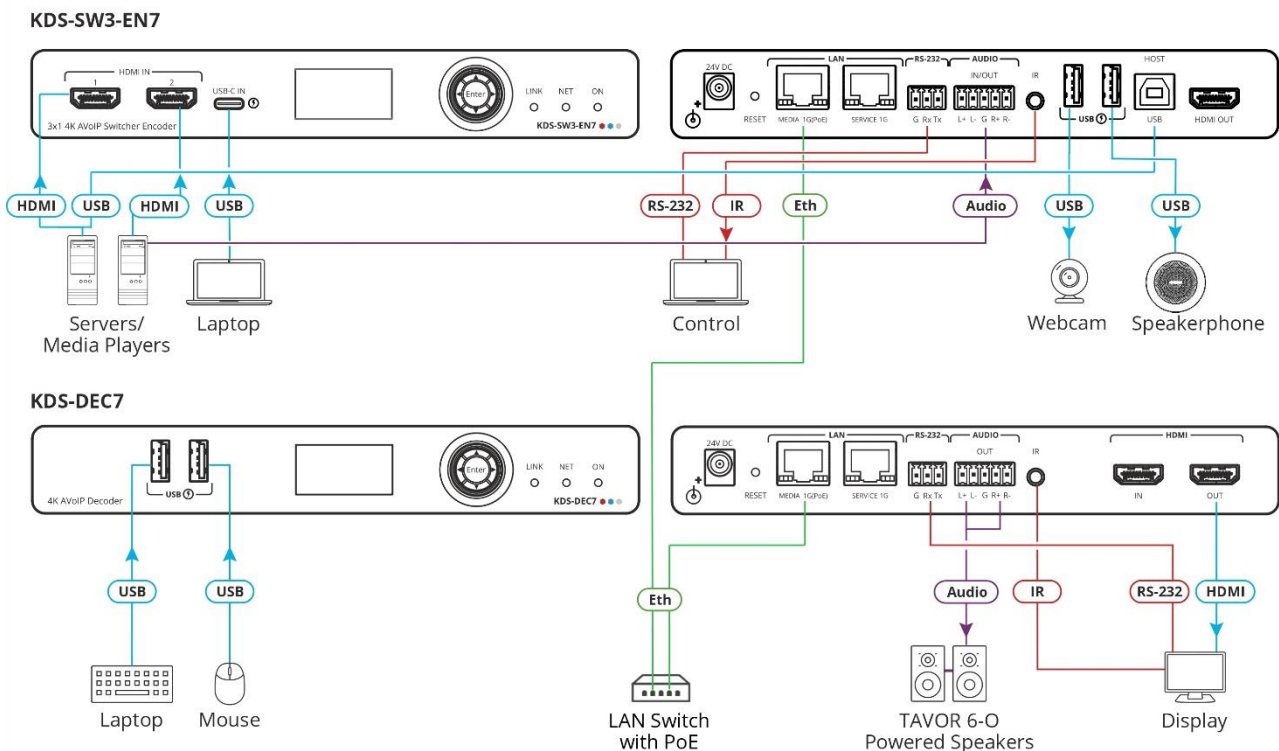 KDS-SW3-EN7
HDMI IN
1
2
USB-C IN
Enter
LINK NET ON
3x1 4K AVoIP Switcher Encoder
KDS-SW3-EN7
24V DC
LAN
RS-232
AUDIO
IN/OUT
IR
HOST
RESET
MEDIA 1G(PoE)
SERVICE 1G
G Rx Tx
L+ L- G R+ R-
USB
USB
HDMI OUT
HDMI
USB
HDMI
USB
RS-232
IR
Eth
Audio
USB
USB
Servers/
Media Players
Laptop
Control
Webcam
Speakerphone
KDS-DEC7
USB
Enter
LINK NET ON
4K AVoIP Decoder
KDS-DEC7
24V DC
LAN
RS-232
AUDIO
OUT
IR
HDMI
RESET
MEDIA 1G(PoE)
SERVICE 1G
G Rx Tx
L+ L- G R+ R-
IN
OUT
USB
USB
Eth
Audio
IR
RS-232
HDMI
Laptop
Mouse
LAN Switch
with PoE
TAVOR 6-O
Powered Speakers
Display